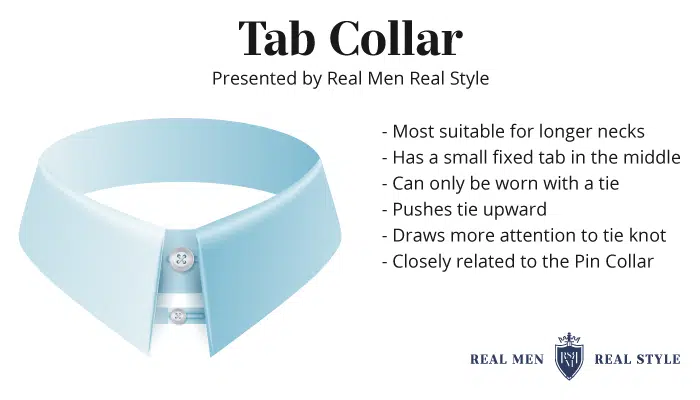 Tab Collar
Presented by Real Men Real Style
- Most suitable for longer necks
- Has a small fixed tab in the middle
- Can only be worn with a tie
- Pushes tie upward
- Draws more attention to tie knot
- Closely related to the Pin Collar
REAL MEN REAL STYLE